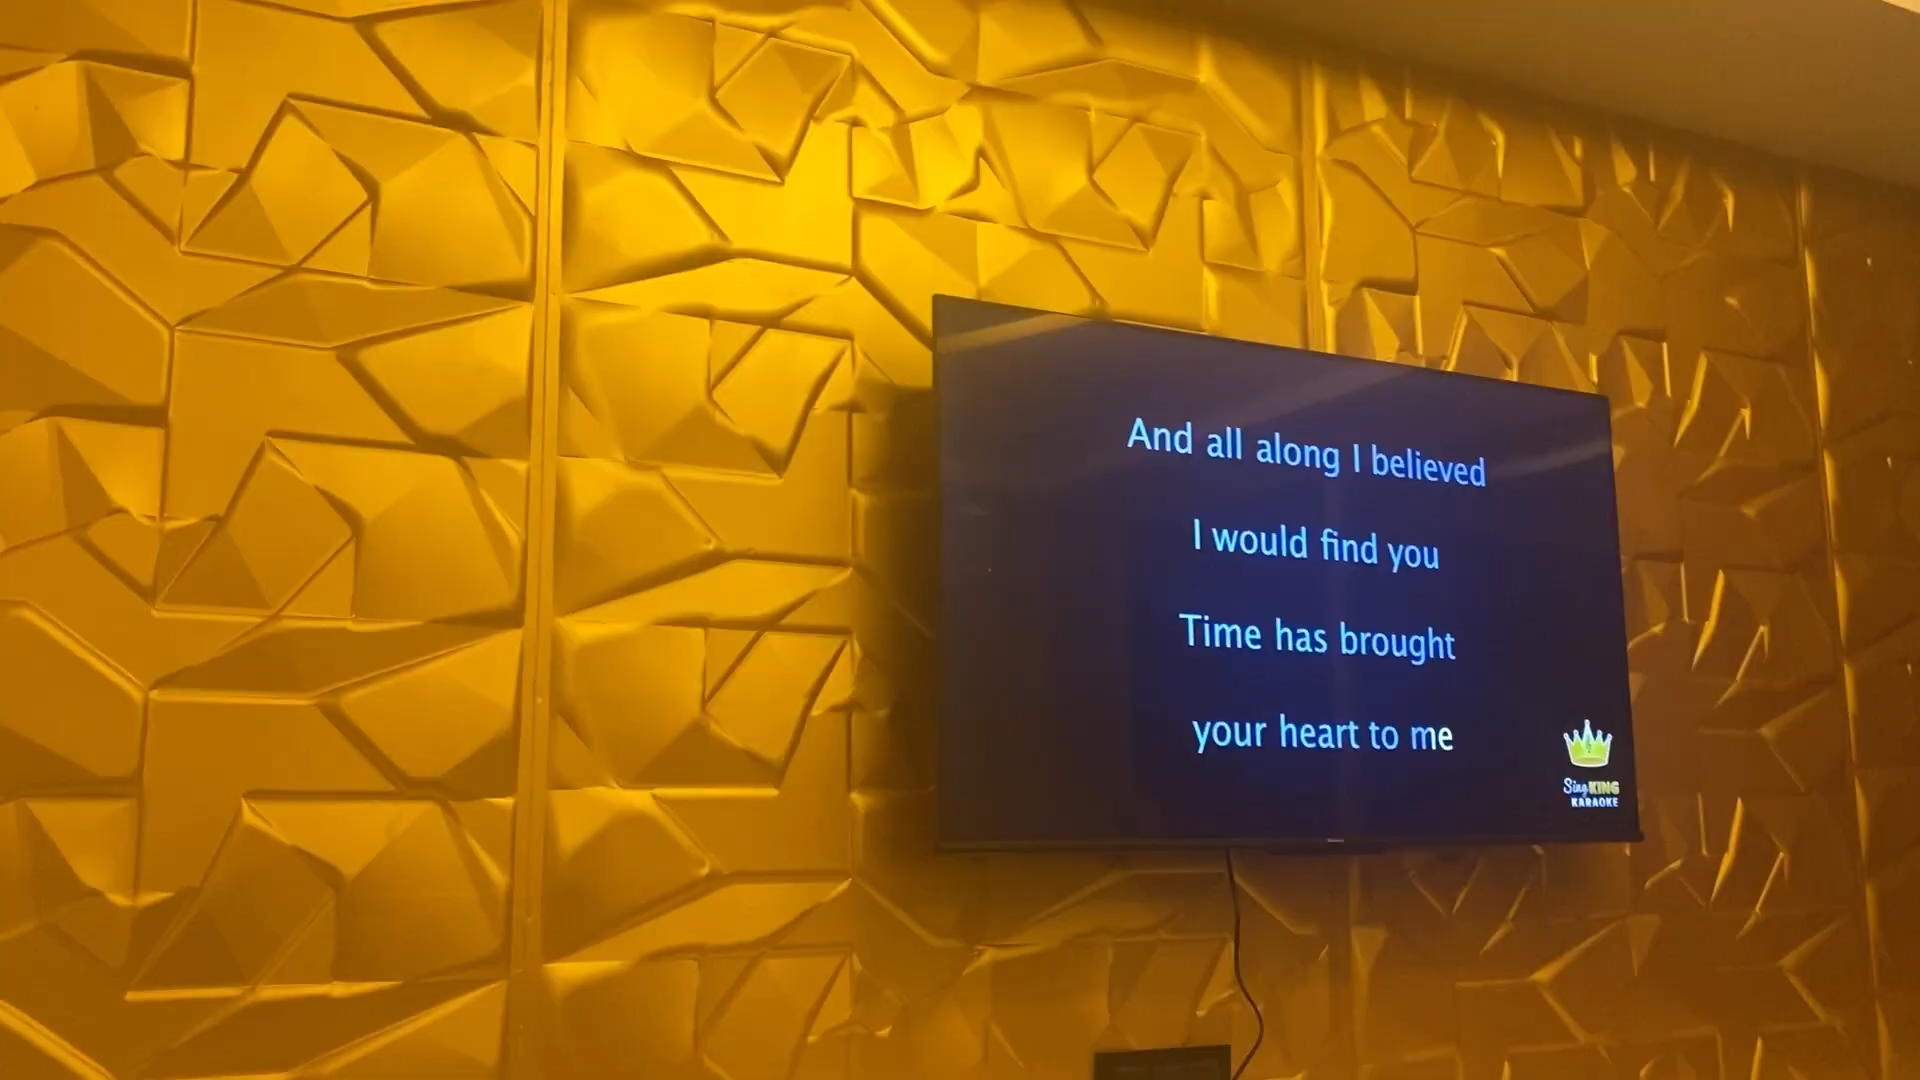 And all along I believed
I would find you
Time has brought
your heart to me
Sing KING
KARAOKE